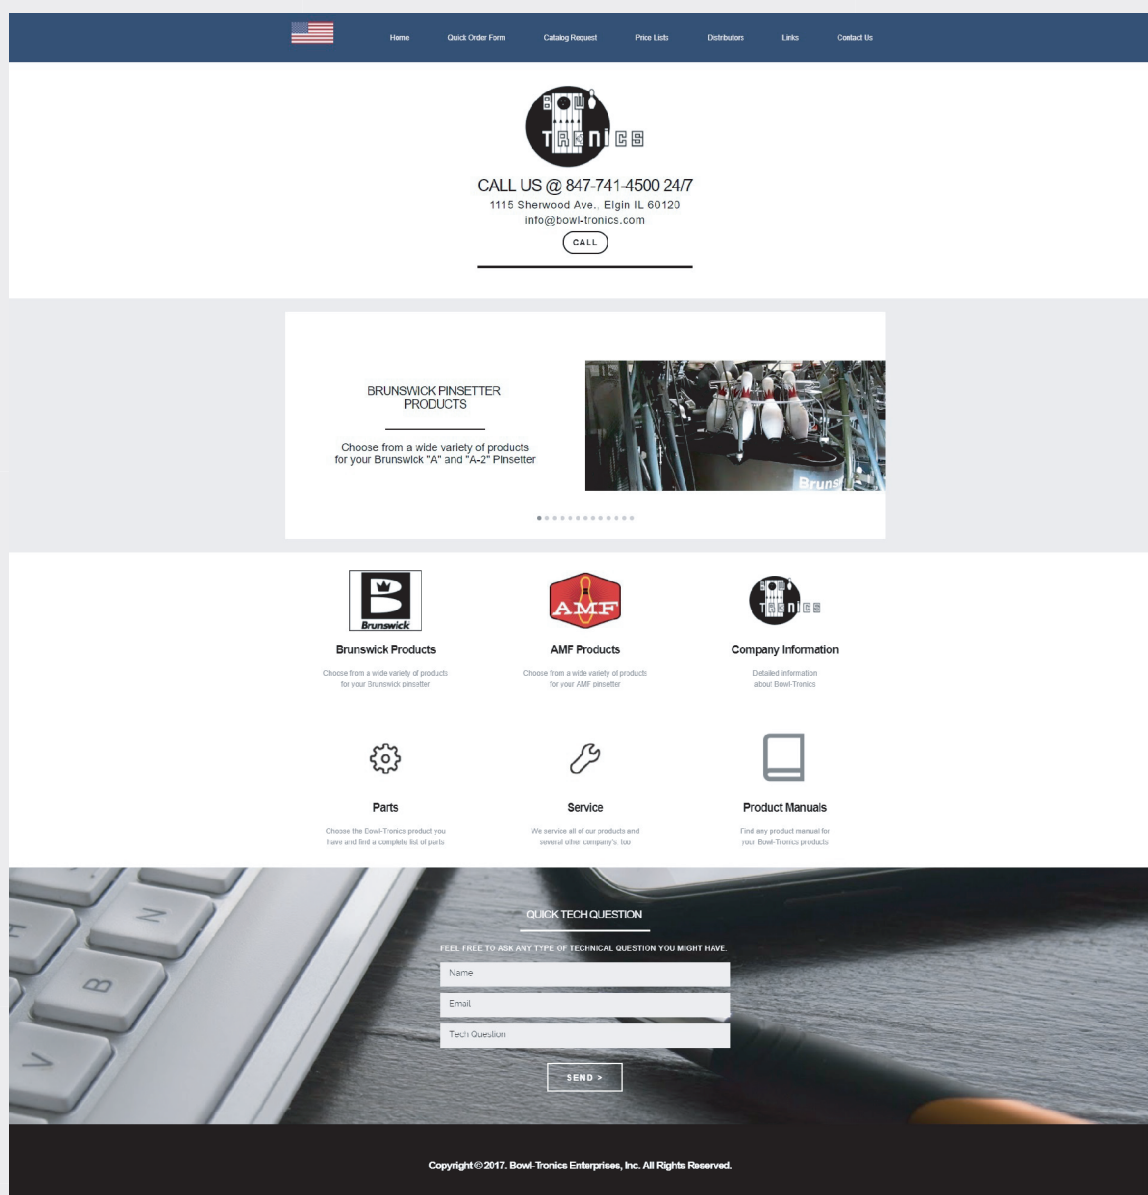 Home Quick Order Form Catalog Request Price Lists Distributors Links Contact Us
BOWL
TRONICS
CALL US @ 847-741-4500 24/7
1115 Sherwood Ave., Elgin IL 60120
info@bowl-tronics.com
CALL
BRUNSWICK PINSETTER
PRODUCTS
Choose from a wide variety of products
for your Brunswick "A" and "A-2" Pinsetter
Bruns
B
Brunswick
AMF
BOWL
TRONICS
Brunswick Products
AMF Products
Company Information
Choose from a wide variety of products
for your Brunswick pinsetter
Choose from a wide variety of products
for your AMF pinsetter
Detailed information
about Bowl-Tronics
Parts
Service
Product Manuals
Choose the Bowl-Tronics product you
have and find a complete list of parts
We service all of our products and
several other company's. Too
Find any product manual for
your Bowl-Tronics products
QUICK TECH QUESTION
FEEL FREE TO ASK ANY TYPE OF TECHNICAL QUESTION YOU MIGHT HAVE.
Name
Email
Tech Question
SEND >
H
N
B
V
Copyright © 2017. Bowl-Tronics Enterprises, Inc. All Rights Reserved.